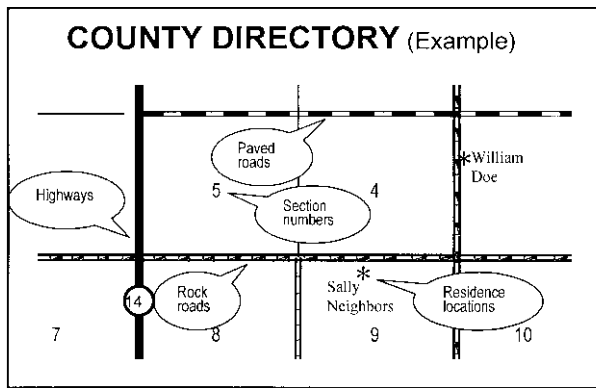 COUNTY DIRECTORY (Example)
Paved
roads
William
Doe
Highways
5
4
Section
numbers
Sally
Neighbors
Rock
roads
Residence
locations
14
7
8
9
10